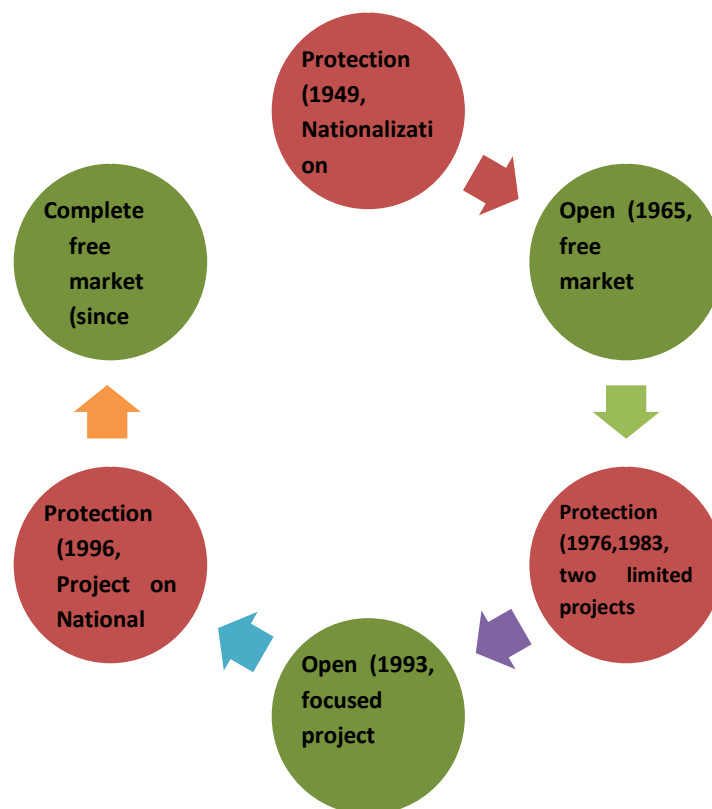 Protection
(1949,
Nationalizati
on
Open (1965,
free
market
Protection
(1976,1983,
two limited
projects
Open (1993,
focused
project
Protection
(1996,
Project on
National
Complete
free
market
(since